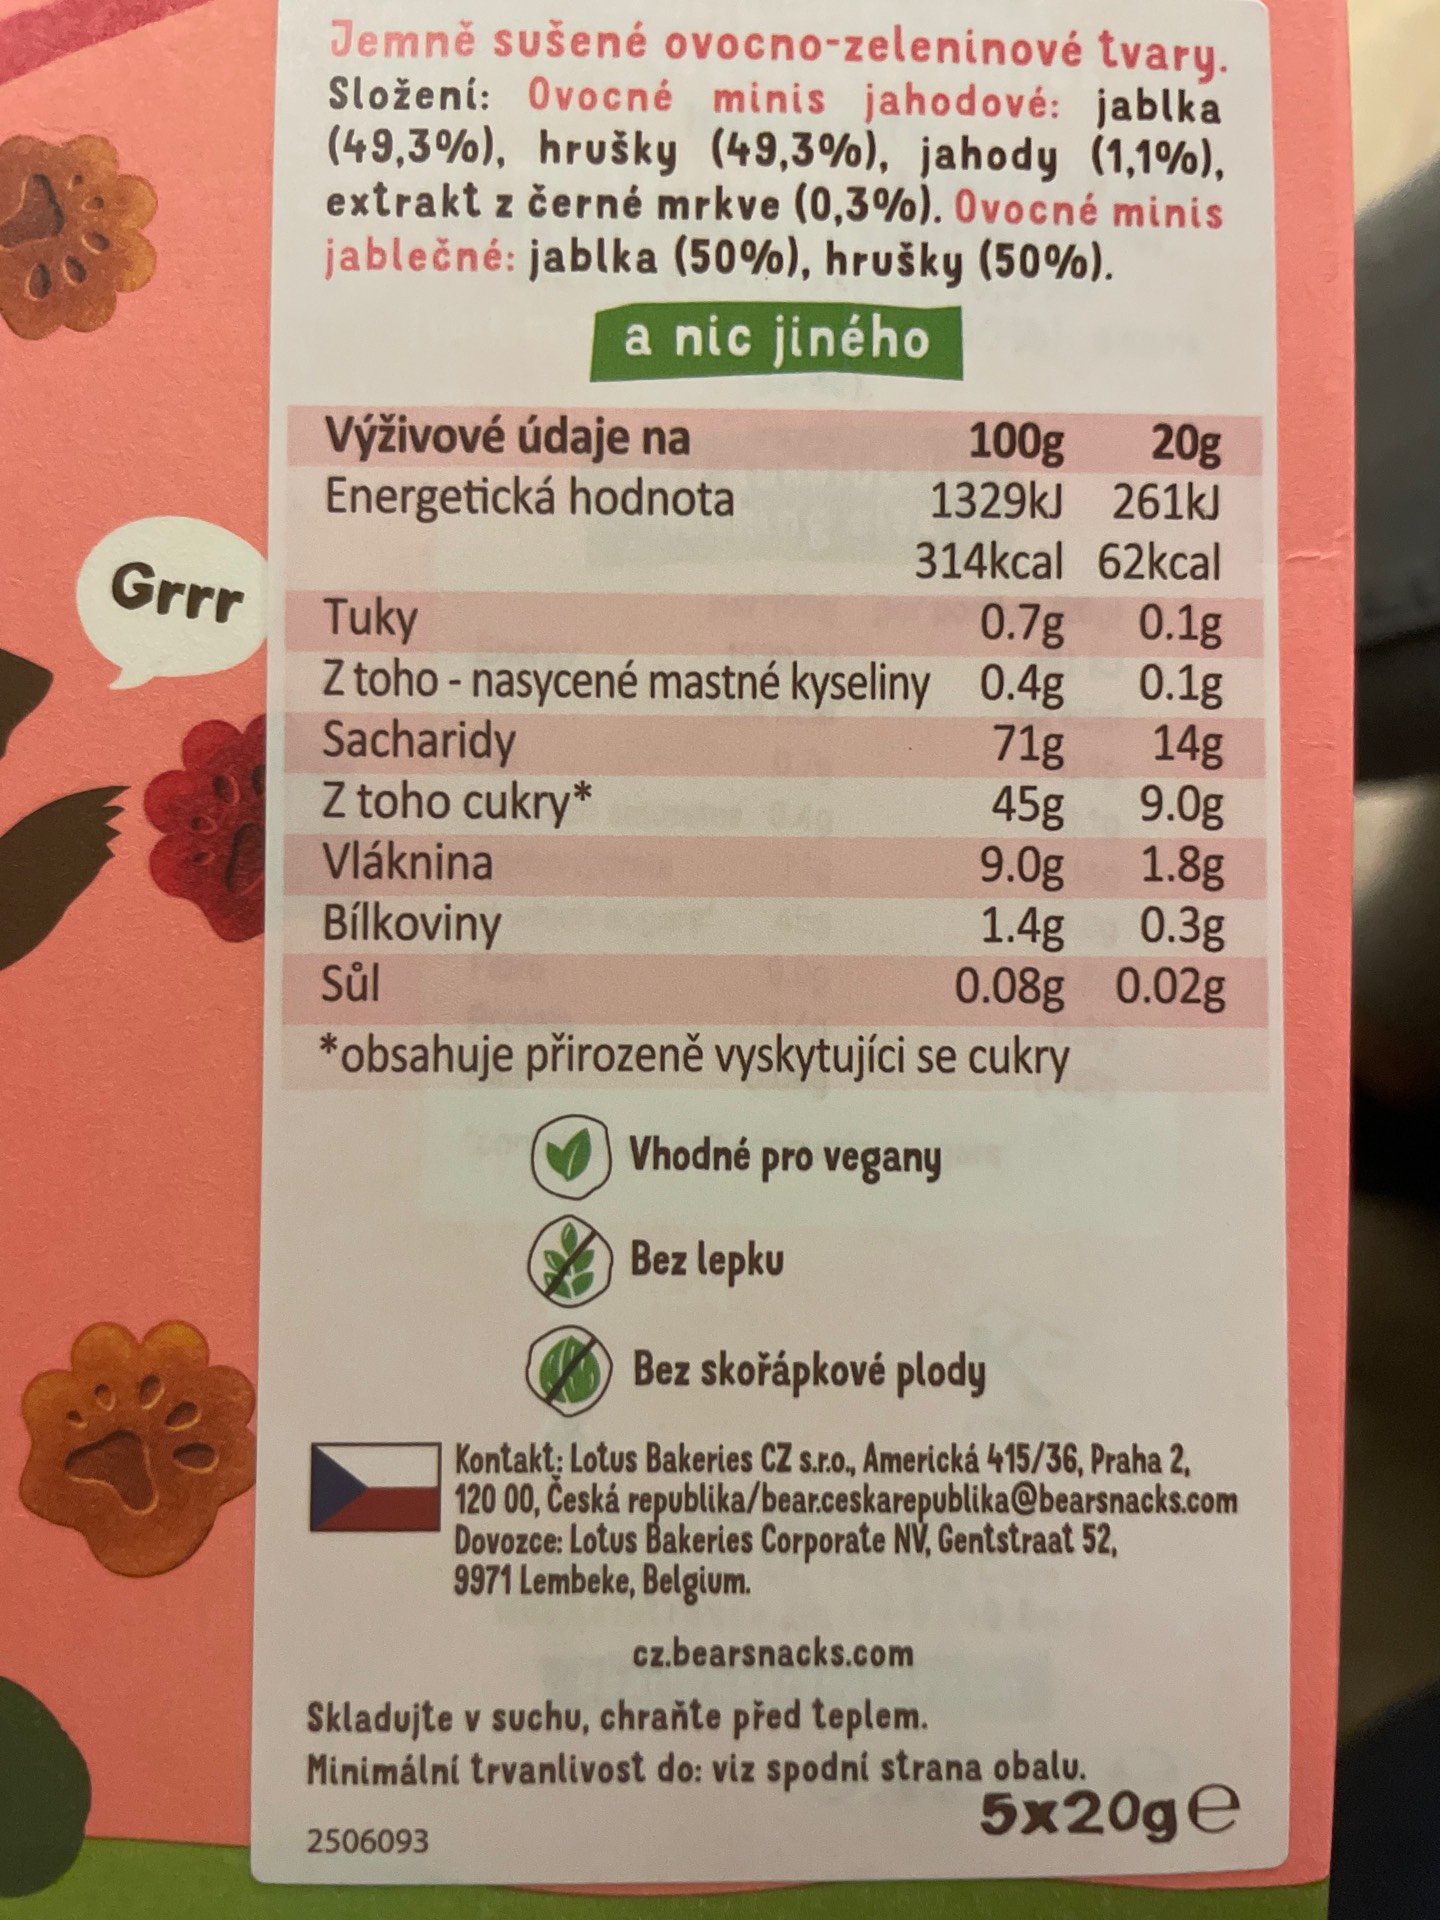 Jemně sušené ovocno-zeleninové tvary.
Složení: Ovocné minis jahodové: jablka
(49,3%), hrušky (49,3%), jahody (1,1%),
extrakt z černé mrkve (0,3%). Ovocné minis
jablečné: jablka (50%), hrušky (50%).
a nic jiného
Výživové údaje na 100g 20g
Energetická hodnota 1329kJ 261kJ
314kcal 62kcal
Grrr
Tuky 0.7g 0.1g
Z toho - nasycené mastné kyseliny 0.4g 0.1g
Sacharidy 71g 14g
Z toho cukry* 45g 9.0g
Vláknina 9.0g 1.8g
Bílkoviny 1.4g 0.3g
Sůl 0.08g 0.02g
*obsahuje přirozeně vyskytujíci se cukry
Vhodné pro vegany
Bez lepku
Bez skořápkové plody
Kontakt: Lotus Bakeries CZ s.r.o., Americká 415/36, Praha 2,
120 00, Česká republika/bear.ceskarepublika@bearsnacks.com
Dovozce: Lotus Bakeries Corporate NV, Gentstraat 52,
9971 Lembeke, Belgium.
cz.bearsnacks.com
Skladujte v suchu, chraňte před teplem.
Minimální trvanlivost do: viz spodní strana obalu.
5x20g℮
2506093